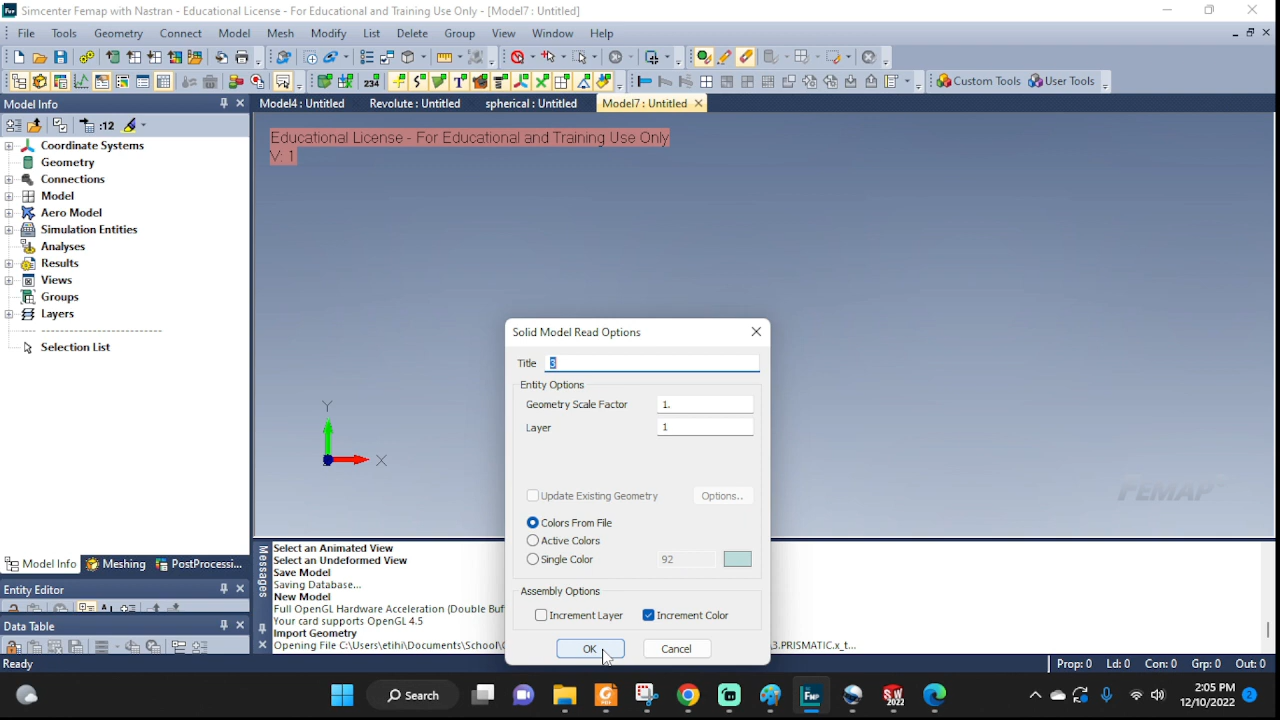 Simcenter Femap with Nastran - Educational License - For Educational and Training Use Only - [Model7 : Untitled]
File Tools Geometry Connect Model Mesh Modify List Delete Group View Window Help
234
Custom Tools User Tools
Model Info
Model4 : Untitled Revolute : Untitled spherical : Untitled Model7 : Untitled
:12
Educational License - For Educational and Training Use Only
V: 1
Coordinate Systems
Geometry
Connections
Model
Aero Model
Simulation Entities
Analyses
Results
Views
Groups
Layers
Selection List
Y
X
FEMAP
Solid Model Read Options
Title 3
Entity Options
Geometry Scale Factor 1.
Layer 1
Update Existing Geometry Options..
Colors From File
Active Colors
Single Color 92
Assembly Options
Increment Layer Increment Color
OK Cancel
Model Info Meshing PostProcessi...
Entity Editor
Data Table
Messages
Select an Animated View
Select an Undeformed View
Save Model
Saving Database...
New Model
Full OpenGL Hardware Acceleration (Double Buf
Your card supports OpenGL 4.5
Import Geometry
Opening File C:\Users\etihi\Documents\School\ 3.PRISMATIC.x_t...
Ready Prop: 0 Ld: 0 Con: 0 Grp: 0 Out: 0
Search
2:05 PM
12/10/2022
2